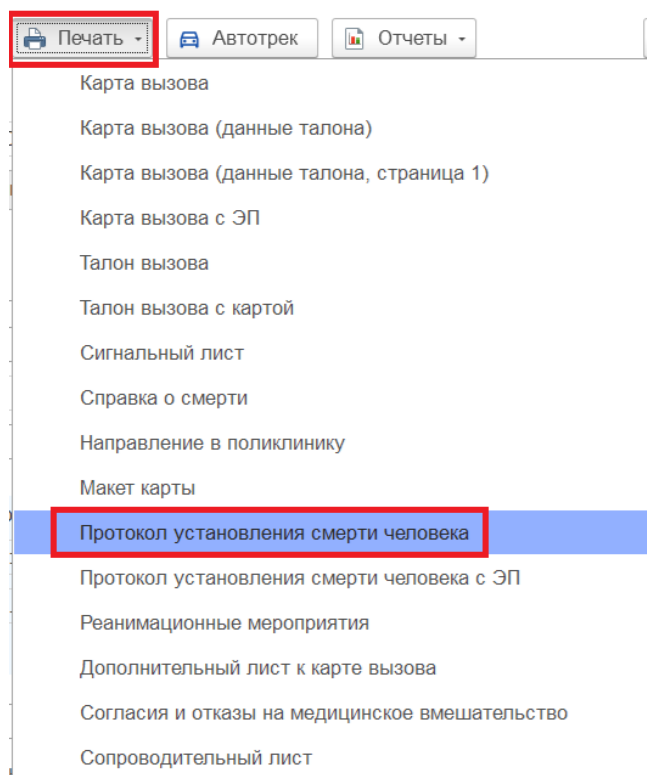 Печать Автотрек Отчеты
Карта вызова
Карта вызова (данные талона)
Карта вызова (данные талона, страница 1)
Карта вызова с ЭП
Талон вызова
Талон вызова с картой
Сигнальный лист
Справка о смерти
Направление в поликлинику
Макет карты
Протокол установления смерти человека
Протокол установления смерти человека с ЭП
Реанимационные мероприятия
Дополнительный лист к карте вызова
Согласия и отказы на медицинское вмешательство
Сопроводительный лист